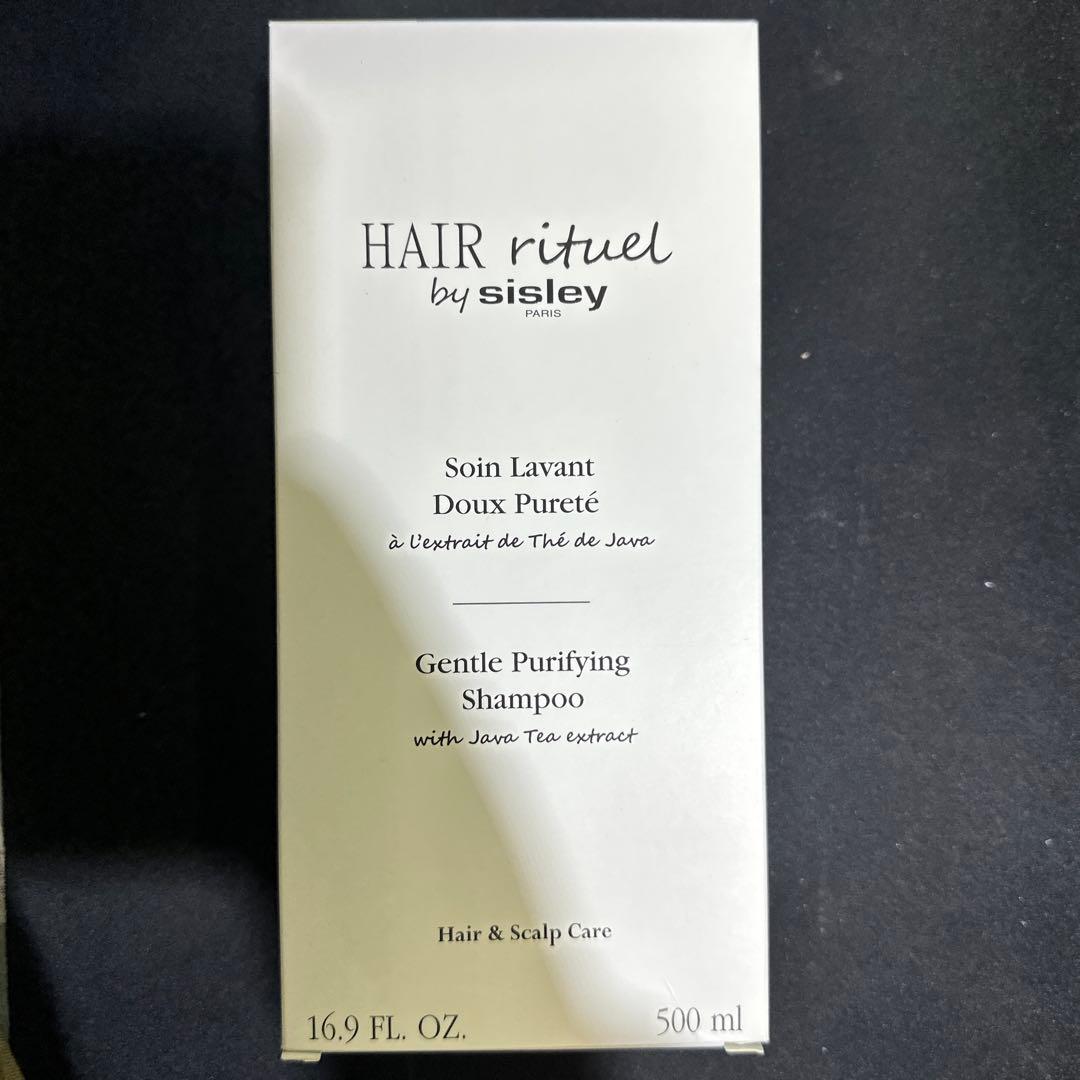 HAIR rituel
by sisley
PARIS
Soin Lavant
Doux Pureté
à l'extrait de Thé de Java
Gentle Purifying
Shampoo
with Java Tea extract
Hair & Scalp Care
16.9 FL. OZ. 500 ml